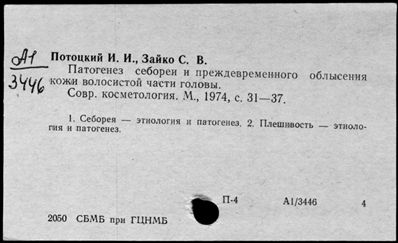 А1
3446
Потоцкий И. И., Зайко С. В.
Патогенез себореи и преждевременного облысения
кожи волосистой части головы.
Совр. косметология. М., 1974, с. 31—37.
1. Себорея — этиология и патогенез. 2. Плешивость — этиоло-
гия и патогенез.
П-4 А1/3446 4
2050 СБМБ при ГЦНМБ